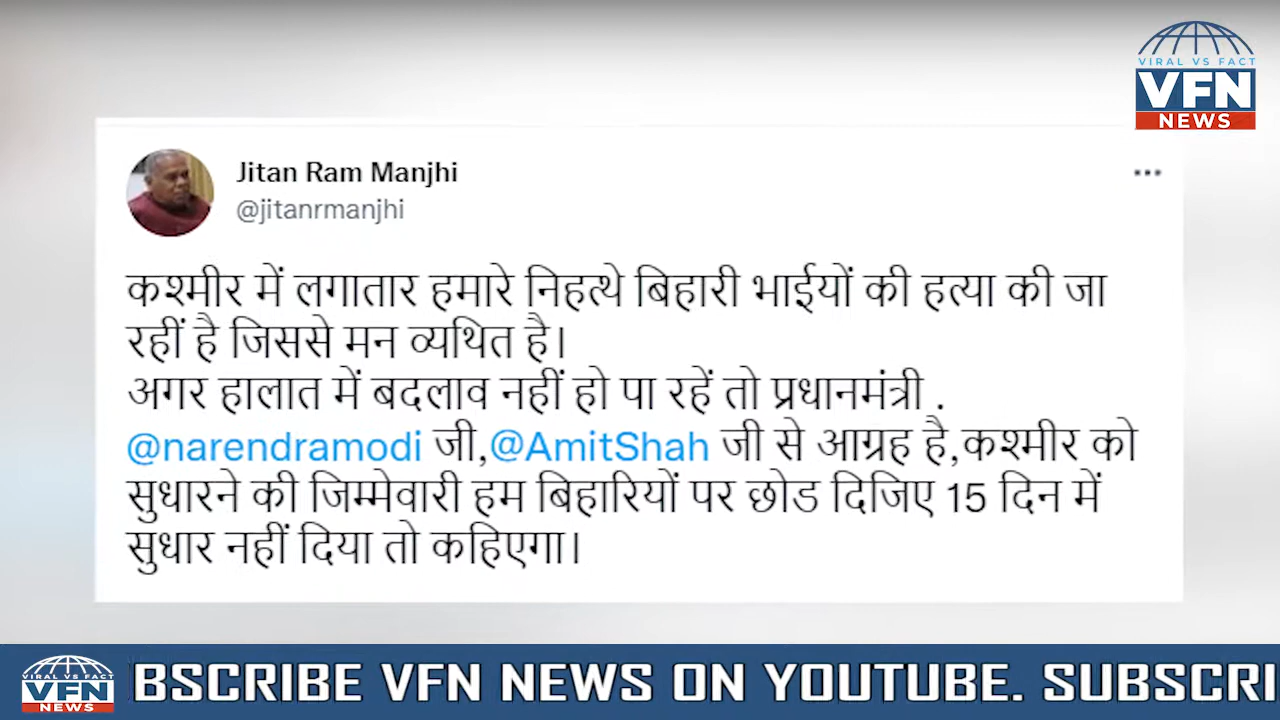 VIRAL VS FACT
VFN
NEWS
Jitan Ram Manjhi
@jitanrmanjhi
कश्मीर में लगातार हमारे निहत्थे बिहारी भाईयों की हत्या की जा
रहीं है जिससे मन व्यथित है।
अगर हालात में बदलाव नहीं हो पा रहें तो प्रधानमंत्री .
@narendramodi जी,@AmitShah जी से आग्रह है,कश्मीर को
सुधारने की जिम्मेवारी हम बिहारियों पर छोड दिजिए 15 दिन में
सुधार नहीं दिया तो कहिएगा।
VIRAL VS FACT
VFN
NEWS
BSCRIBE VFN NEWS ON YOUTUBE. SUBSCRI